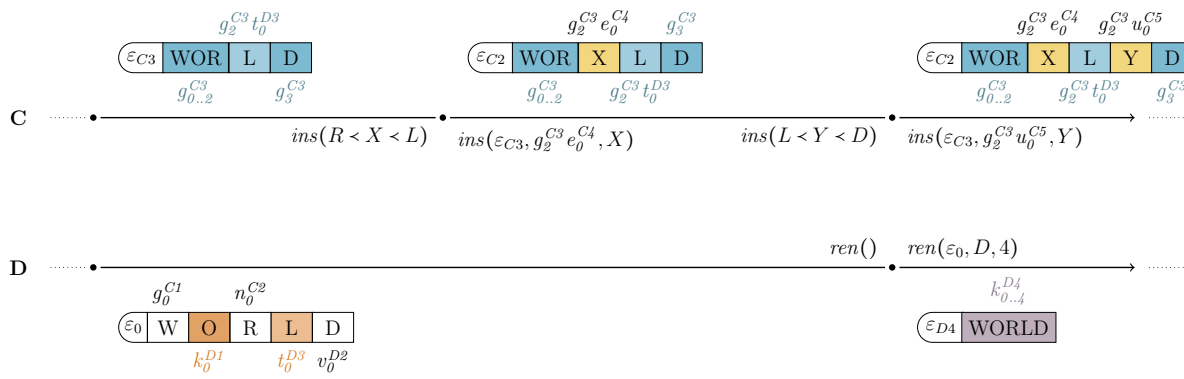 g_2^{C3} t_0^{D3} g_2^{C3} e_0^{C4} g_3^{C3} g_2^{C3} e_0^{C4} g_2^{C3} u_0^{C5}
ε_{C3} WOR L D ε_{C2} WOR X L D ε_{C2} WOR X L Y D
g_{0..2}^{C3} g_3^{C3} g_{0..2}^{C3} g_2^{C3} t_0^{D3} g_{0..2}^{C3} g_2^{C3} t_0^{D3} g_3^{C3}
C
ins(R ≺ X ≺ L) ins(ε_{C3}, g_2^{C3} e_0^{C4}, X) ins(L ≺ Y ≺ D) ins(ε_{C3}, g_2^{C3} u_0^{C5}, Y)
ren() ren(ε_0, D, 4)
D
g_0^{C1} n_0^{C2} k_{0..4}^{D4}
ε_0 W O R L D ε_{D4} WORLD
k_0^{D1} t_0^{D3} v_0^{D2}